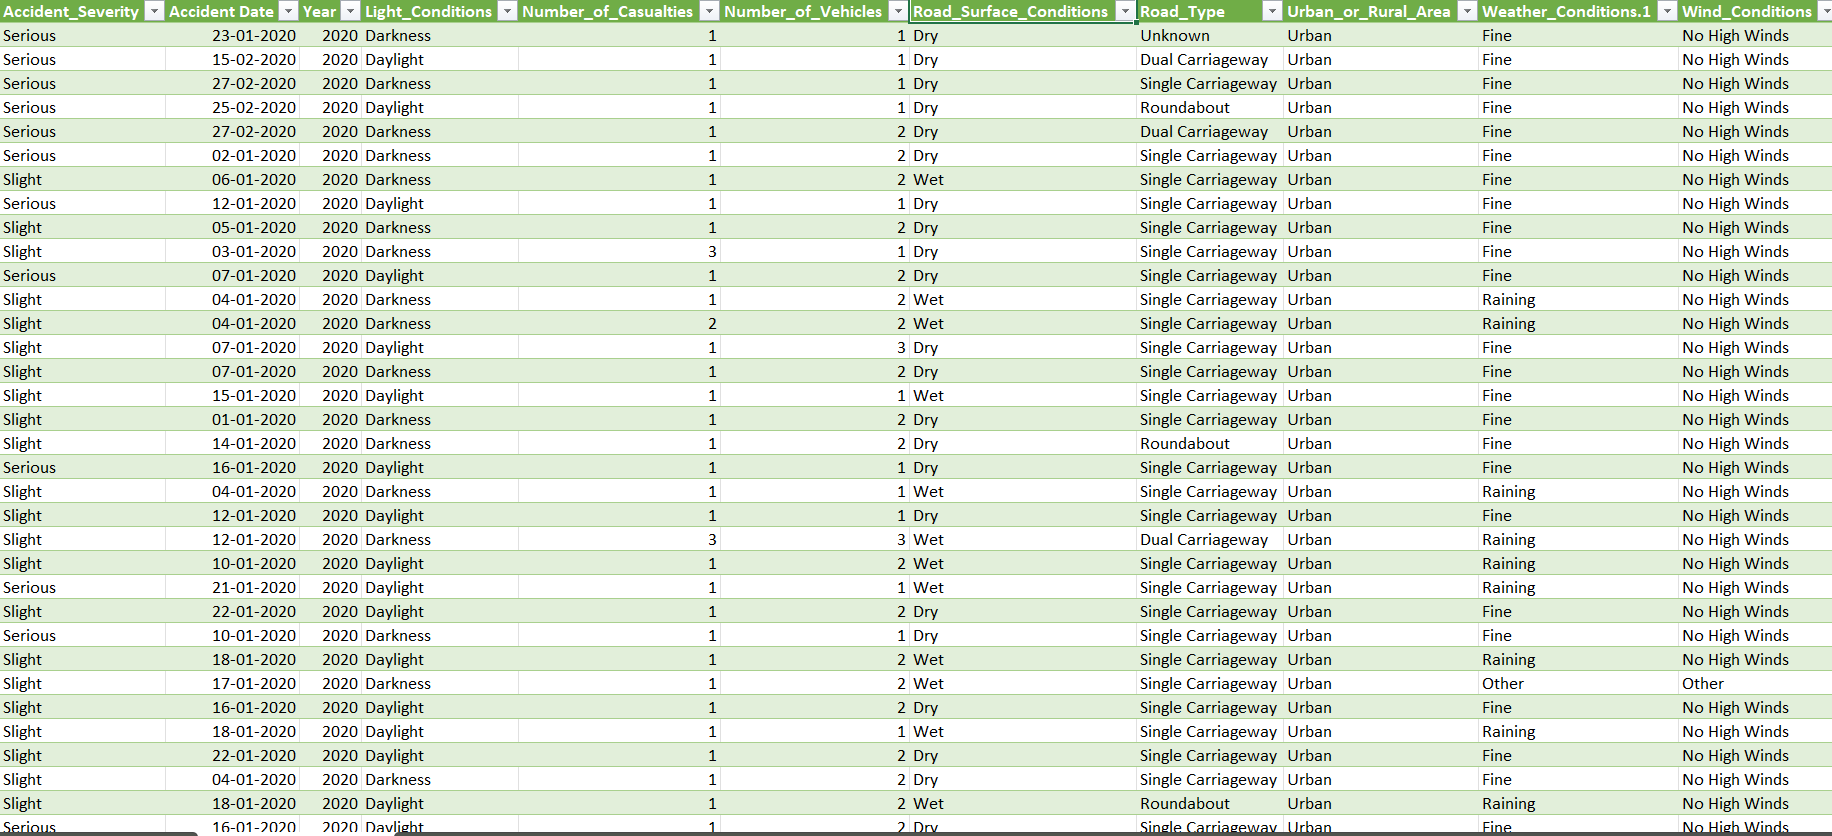 Accident_Severity Accident Date Year Light_Conditions Number_of_Casualties Number_of_Vehicles Road_Surface_Conditions Road_Type Urban_or_Rural_Area Weather_Conditions.1 Wind_Conditions
Serious 23-01-2020 2020 Darkness 1 1 Dry Unknown Urban Fine No High Winds
Serious 15-02-2020 2020 Daylight 1 1 Dry Dual Carriageway Urban Fine No High Winds
Serious 27-02-2020 2020 Darkness 1 1 Dry Single Carriageway Urban Fine No High Winds
Serious 25-02-2020 2020 Daylight 1 1 Dry Roundabout Urban Fine No High Winds
Serious 27-02-2020 2020 Darkness 1 2 Dry Dual Carriageway Urban Fine No High Winds
Serious 02-01-2020 2020 Darkness 1 2 Dry Single Carriageway Urban Fine No High Winds
Slight 06-01-2020 2020 Darkness 1 2 Wet Single Carriageway Urban Fine No High Winds
Serious 12-01-2020 2020 Daylight 1 1 Dry Single Carriageway Urban Fine No High Winds
Slight 05-01-2020 2020 Darkness 1 2 Dry Single Carriageway Urban Fine No High Winds
Slight 03-01-2020 2020 Darkness 3 1 Dry Single Carriageway Urban Fine No High Winds
Serious 07-01-2020 2020 Daylight 1 2 Dry Single Carriageway Urban Fine No High Winds
Slight 04-01-2020 2020 Darkness 1 2 Wet Single Carriageway Urban Raining No High Winds
Slight 04-01-2020 2020 Darkness 2 2 Wet Single Carriageway Urban Raining No High Winds
Slight 07-01-2020 2020 Daylight 1 3 Dry Single Carriageway Urban Fine No High Winds
Slight 07-01-2020 2020 Darkness 1 2 Dry Single Carriageway Urban Fine No High Winds
Slight 15-01-2020 2020 Daylight 1 1 Wet Single Carriageway Urban Fine No High Winds
Slight 01-01-2020 2020 Darkness 1 2 Dry Single Carriageway Urban Fine No High Winds
Slight 14-01-2020 2020 Darkness 1 2 Dry Roundabout Urban Fine No High Winds
Serious 16-01-2020 2020 Daylight 1 1 Dry Single Carriageway Urban Fine No High Winds
Slight 04-01-2020 2020 Darkness 1 1 Wet Single Carriageway Urban Raining No High Winds
Slight 12-01-2020 2020 Daylight 1 1 Dry Single Carriageway Urban Fine No High Winds
Slight 12-01-2020 2020 Darkness 3 3 Wet Dual Carriageway Urban Raining No High Winds
Slight 10-01-2020 2020 Daylight 1 2 Wet Single Carriageway Urban Raining No High Winds
Serious 21-01-2020 2020 Daylight 1 1 Wet Single Carriageway Urban Raining No High Winds
Slight 22-01-2020 2020 Daylight 1 2 Dry Single Carriageway Urban Fine No High Winds
Serious 10-01-2020 2020 Darkness 1 1 Dry Single Carriageway Urban Fine No High Winds
Slight 18-01-2020 2020 Daylight 1 2 Wet Single Carriageway Urban Raining No High Winds
Slight 17-01-2020 2020 Darkness 1 2 Wet Single Carriageway Urban Other Other
Slight 16-01-2020 2020 Daylight 1 2 Dry Single Carriageway Urban Fine No High Winds
Slight 18-01-2020 2020 Daylight 1 1 Wet Single Carriageway Urban Raining No High Winds
Slight 22-01-2020 2020 Daylight 1 2 Dry Single Carriageway Urban Fine No High Winds
Slight 04-01-2020 2020 Darkness 1 2 Dry Single Carriageway Urban Fine No High Winds
Slight 18-01-2020 2020 Daylight 1 2 Wet Roundabout Urban Raining No High Winds
Serious 16-01-2020 2020 Daylight 1 2 Dry Single Carriageway Urban Fine No High Winds